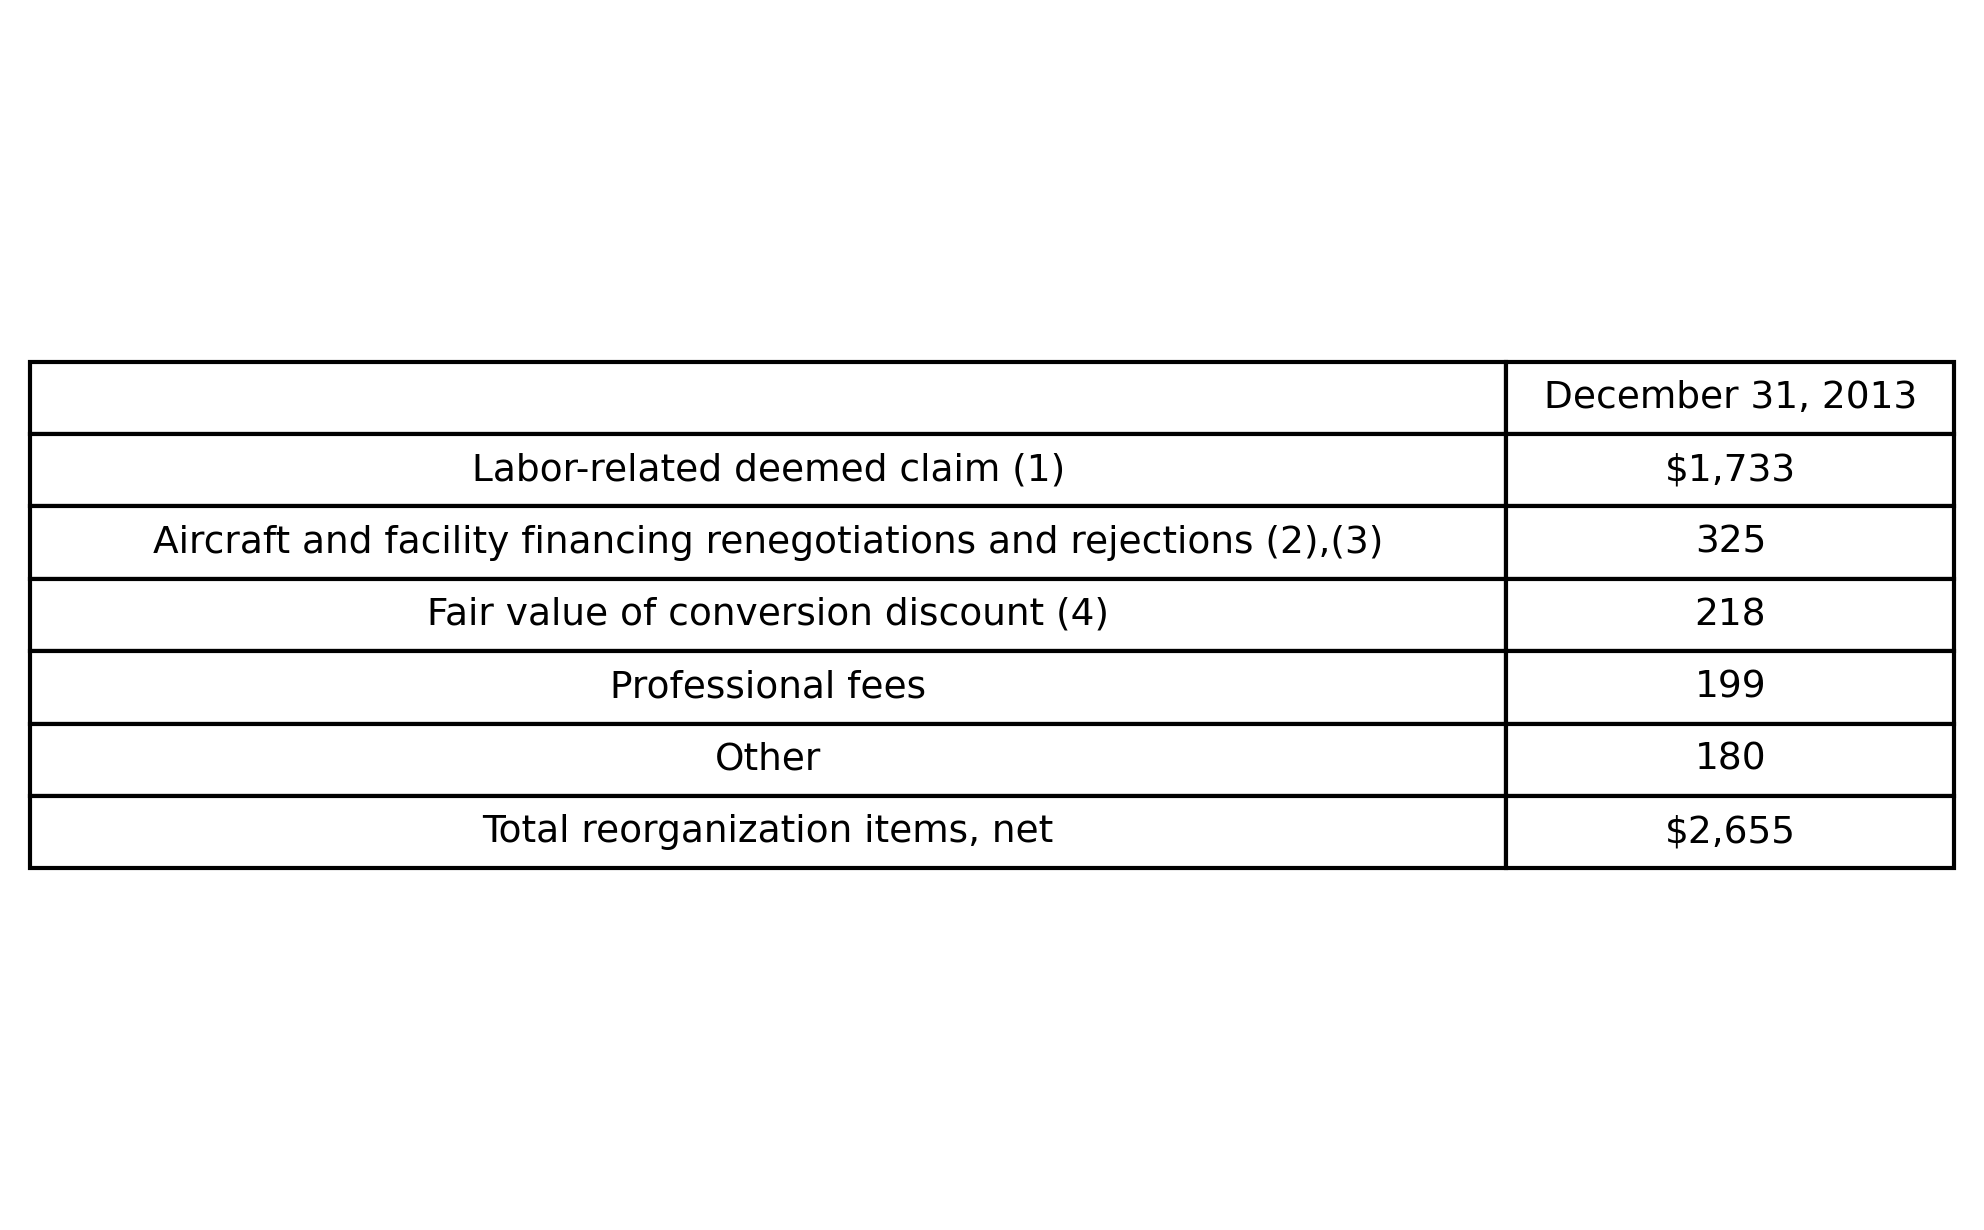 December 31, 2013
Labor-related deemed claim (1) $1,733
Aircraft and facility financing renegotiations and rejections (2),(3) 325
Fair value of conversion discount (4) 218
Professional fees 199
Other 180
Total reorganization items, net $2,655